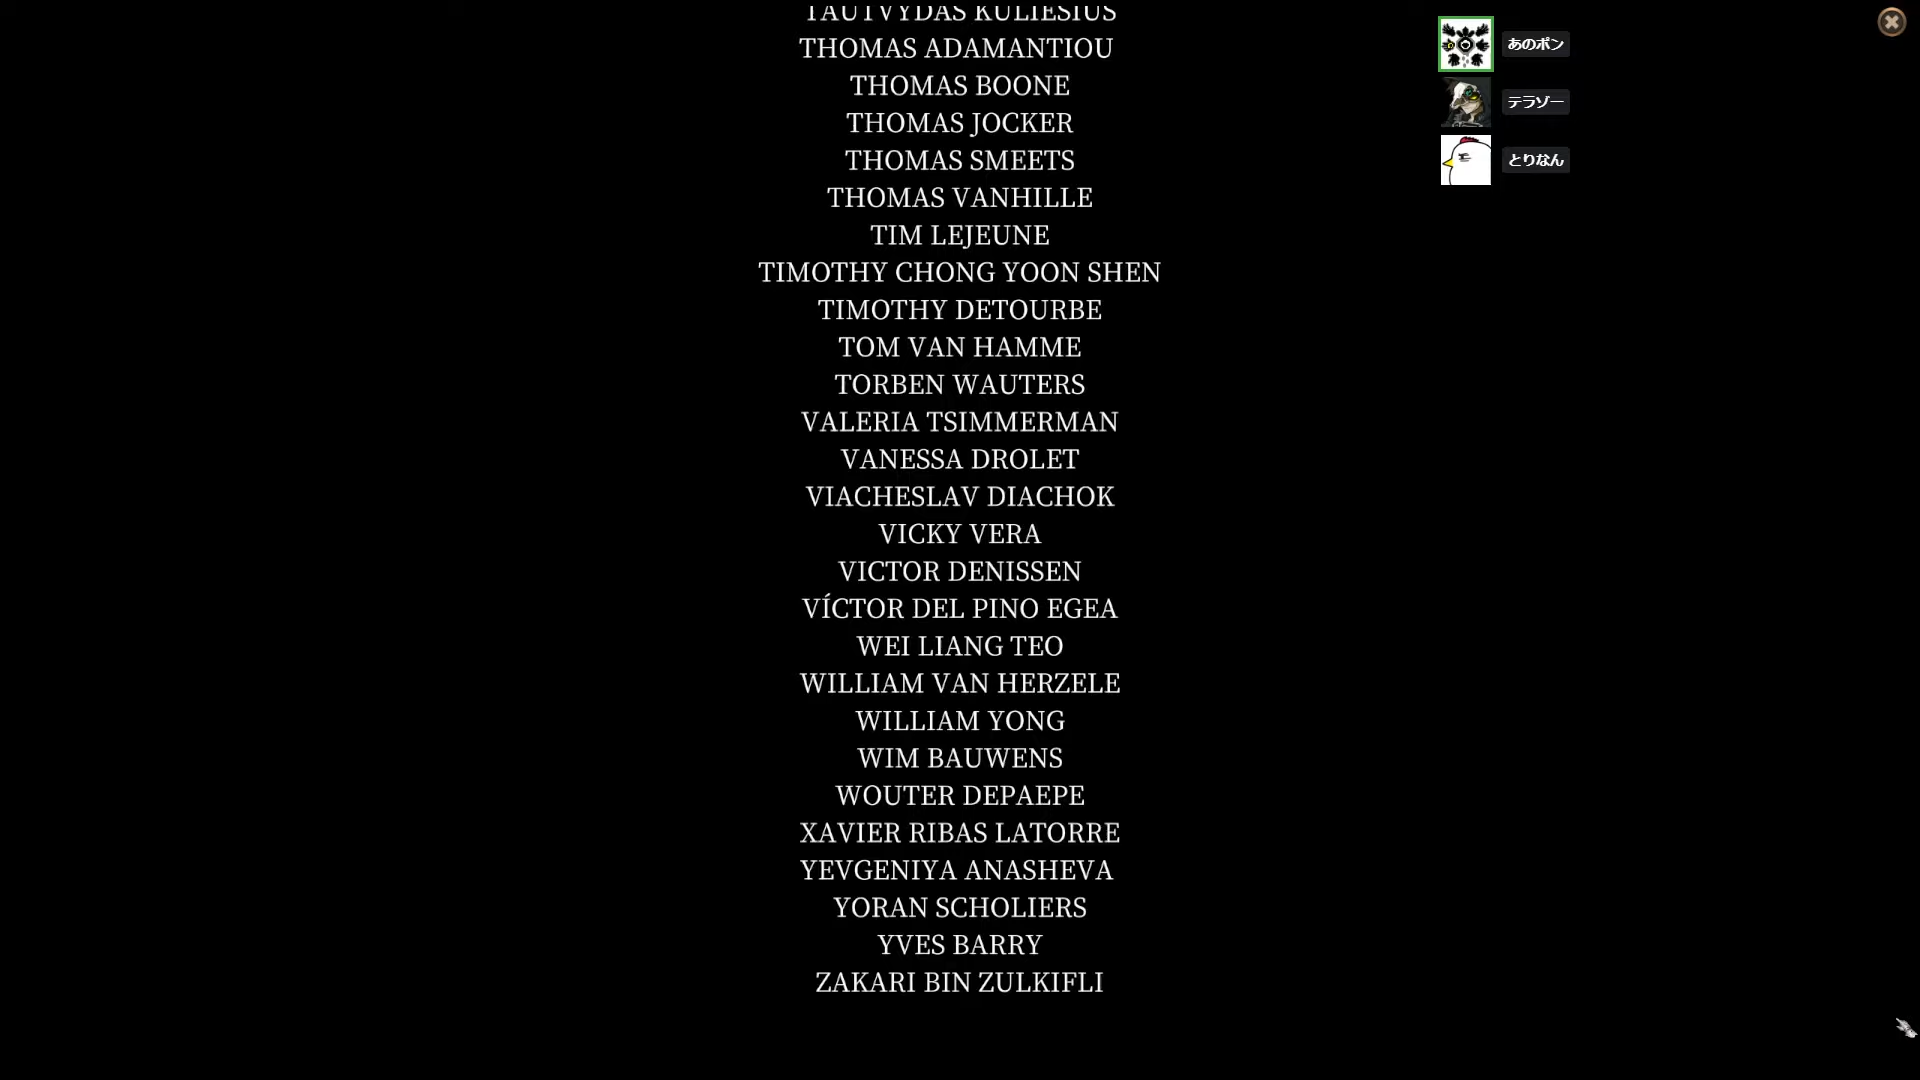 TAUTVYDAS KULIESIUS
THOMAS ADAMANTIOU
THOMAS BOONE
THOMAS JOCKER
THOMAS SMEETS
THOMAS VANHILLE
TIM LEJEUNE
TIMOTHY CHONG YOON SHEN
TIMOTHY DETOURBE
TOM VAN HAMME
TORBEN WAUTERS
VALERIA TSIMMERMAN
VANESSA DROLET
VIACHESLAV DIACHOK
VICKY VERA
VICTOR DENISSEN
VÍCTOR DEL PINO EGEA
WEI LIANG TEO
WILLIAM VAN HERZELE
WILLIAM YONG
WIM BAUWENS
WOUTER DEPAEPE
XAVIER RIBAS LATORRE
YEVGENIYA ANASHEVA
YORAN SCHOLIERS
YVES BARRY
ZAKARI BIN ZULKIFLI
あのポン
テラゾー
とりなん